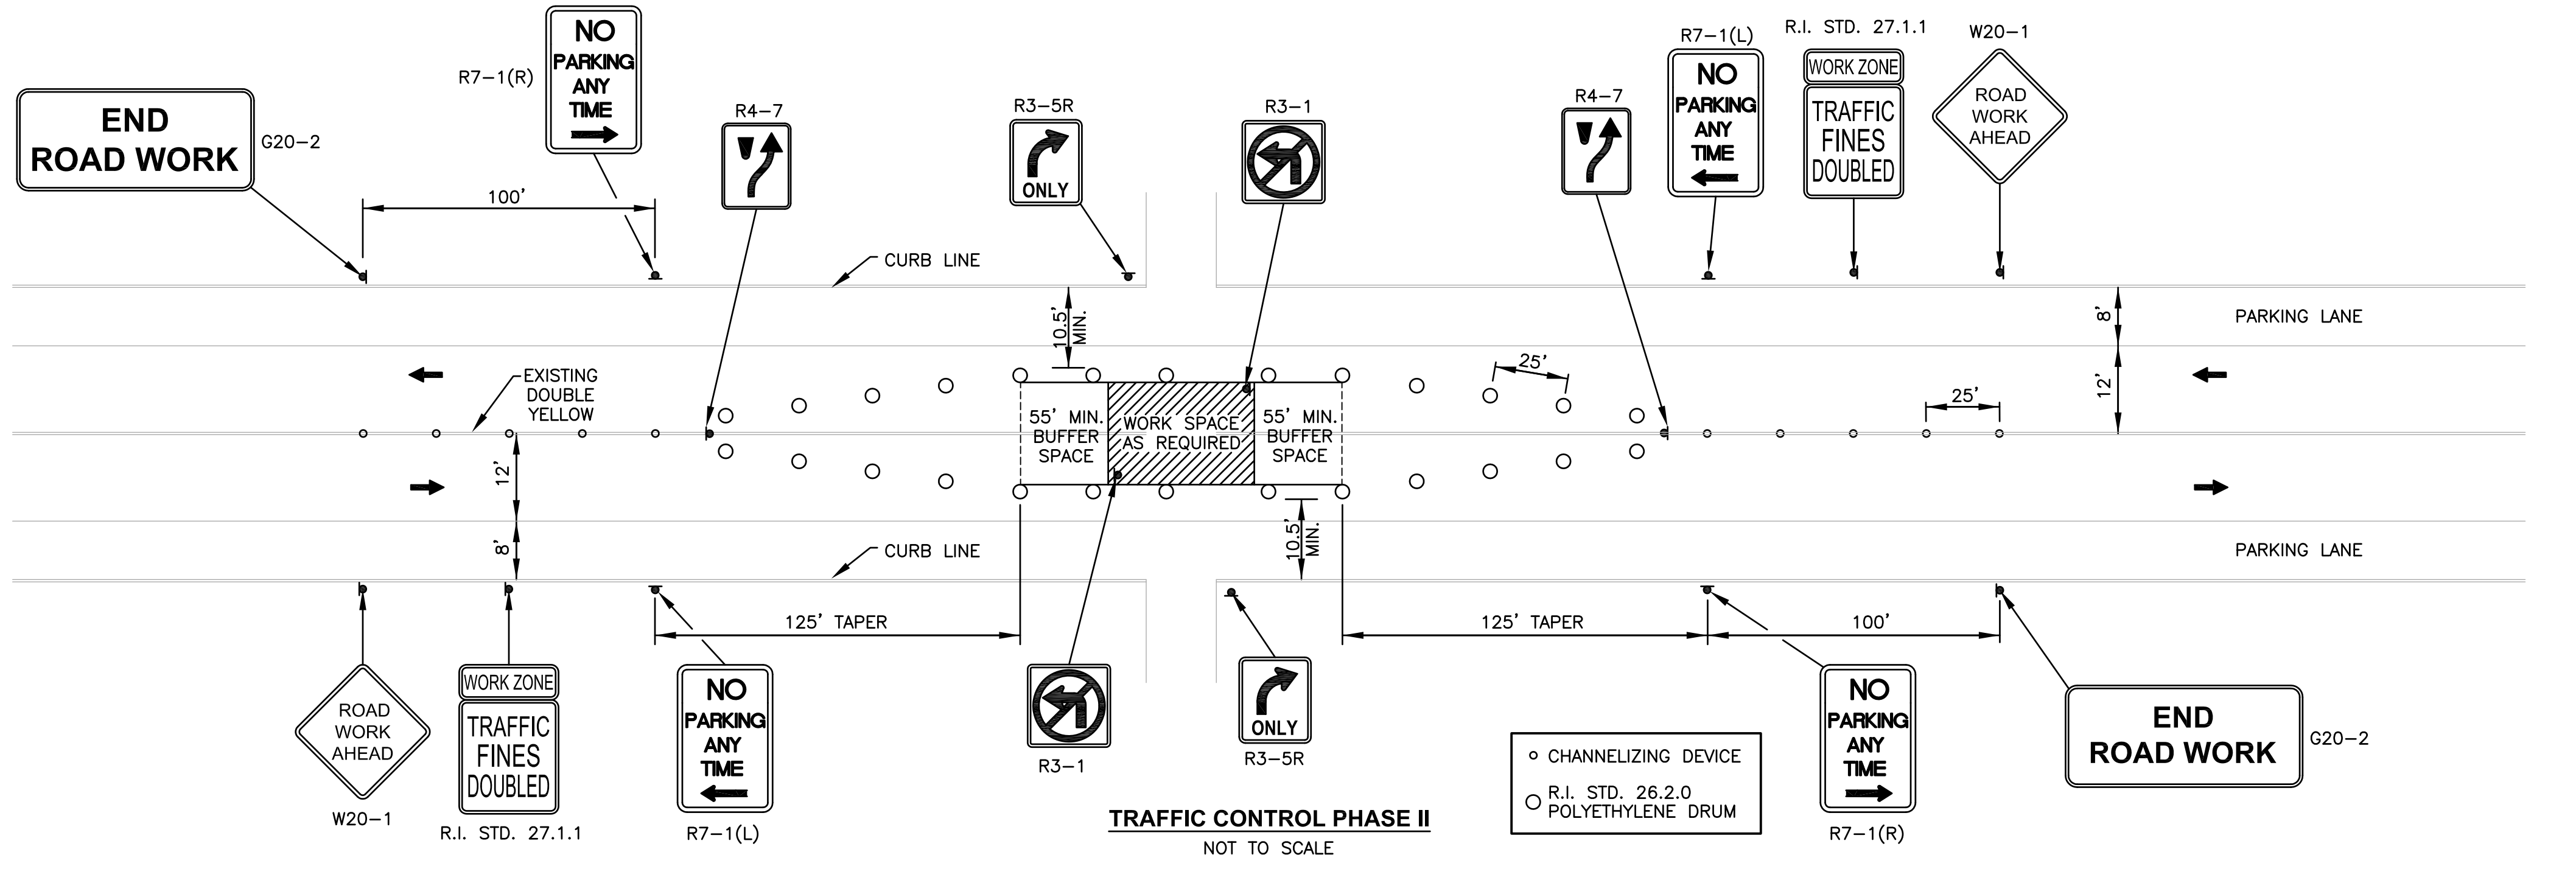 END
ROAD WORK
G20-2
R7-1(R)
NO
PARKING
ANY
TIME
100'
R4-7
R3-5R
ONLY
R3-1
R4-7
R7-1(L)
NO
PARKING
ANY
TIME
R.I. STD. 27.1.1
WORK ZONE
TRAFFIC
FINES
DOUBLED
W20-1
ROAD
WORK
AHEAD
CURB LINE
10.5'
MIN.
8'
PARKING LANE
EXISTING
DOUBLE
YELLOW
25'
25'
12'
55' MIN.
BUFFER
SPACE
WORK SPACE
AS REQUIRED
55' MIN.
BUFFER
SPACE
12'
8'
CURB LINE
10.5'
MIN.
PARKING LANE
125' TAPER
125' TAPER
100'
ROAD
WORK
AHEAD
W20-1
WORK ZONE
TRAFFIC
FINES
DOUBLED
R.I. STD. 27.1.1
NO
PARKING
ANY
TIME
R7-1(L)
R3-1
ONLY
R3-5R
NO
PARKING
ANY
TIME
R7-1(R)
END
ROAD WORK
G20-2
CHANNELIZING DEVICE
R.I. STD. 26.2.0
POLYETHYLENE DRUM
TRAFFIC CONTROL PHASE II
NOT TO SCALE